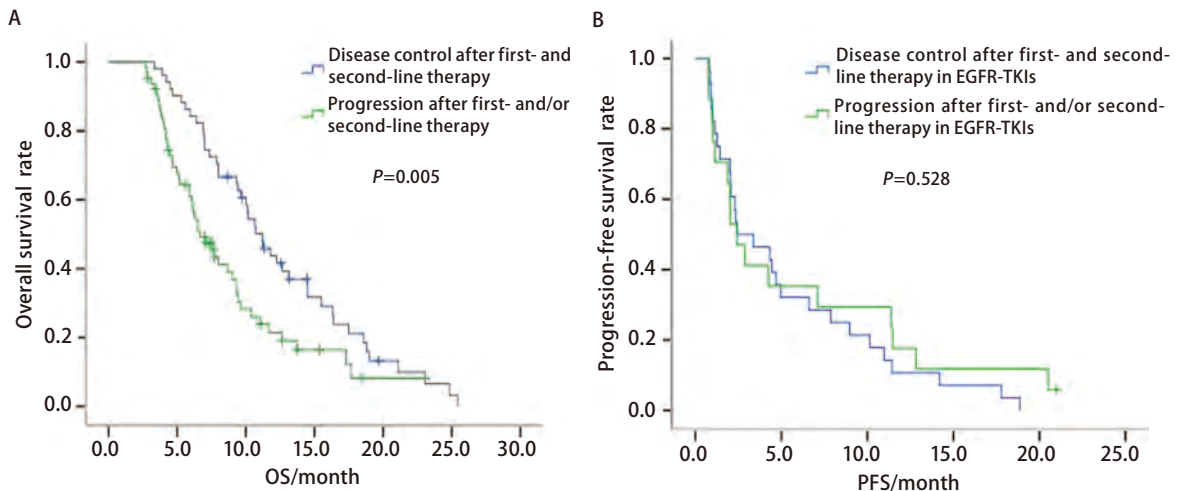 A
Overall survival rate
1.0
0.8
0.6
0.4
0.2
0.0
Disease control after first- and
second-line therapy
Progression after first- and/or
second-line therapy
P=0.005
0.0 5.0 10.0 15.0 20.0 25.0 30.0
OS/month
B
Progression-free survival rate
1.0
0.8
0.6
0.4
0.2
0.0
Disease control after first- and second-
line therapy in EGFR-TKIs
Progression after first- and/or second-
line therapy in EGFR-TKIs
P=0.528
0.0 5.0 10.0 15.0 20.0 25.0
PFS/month